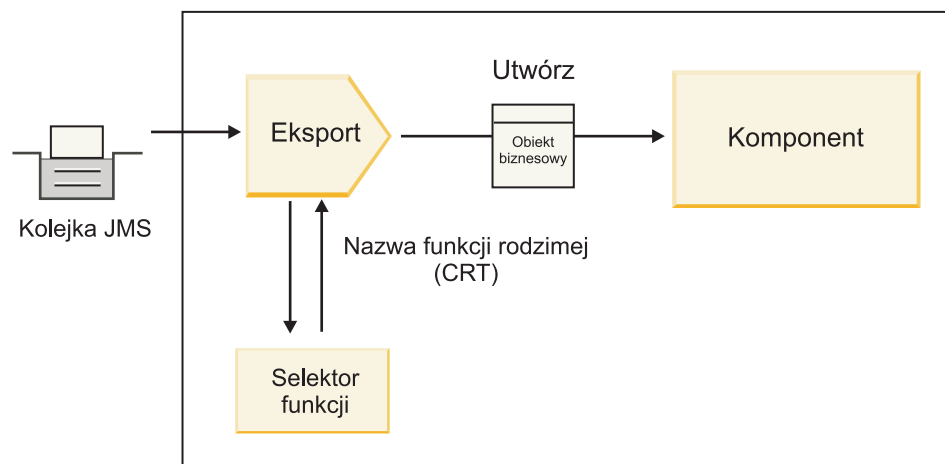 Utwórz
Eksport
Obiekt
biznesowy
Komponent
Kolejka JMS
Nazwa funkcji rodzimej
(CRT)
Selektor
funkcji